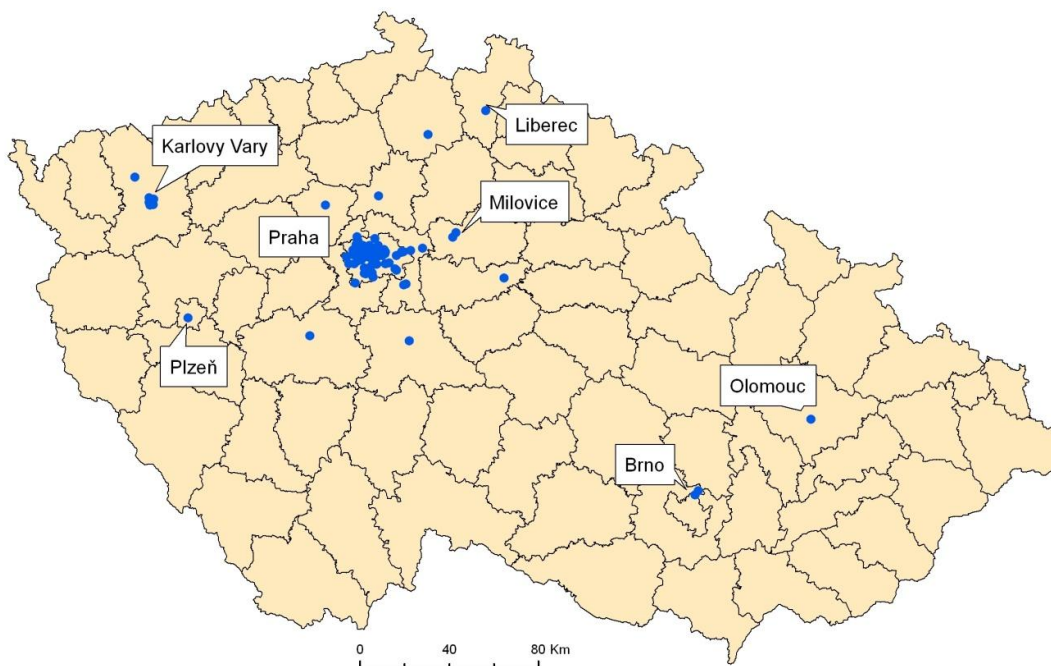 Liberec
Karlovy Vary
Milovice
Praha
Plzeň
Olomouc
Brno
0 40 80 Km